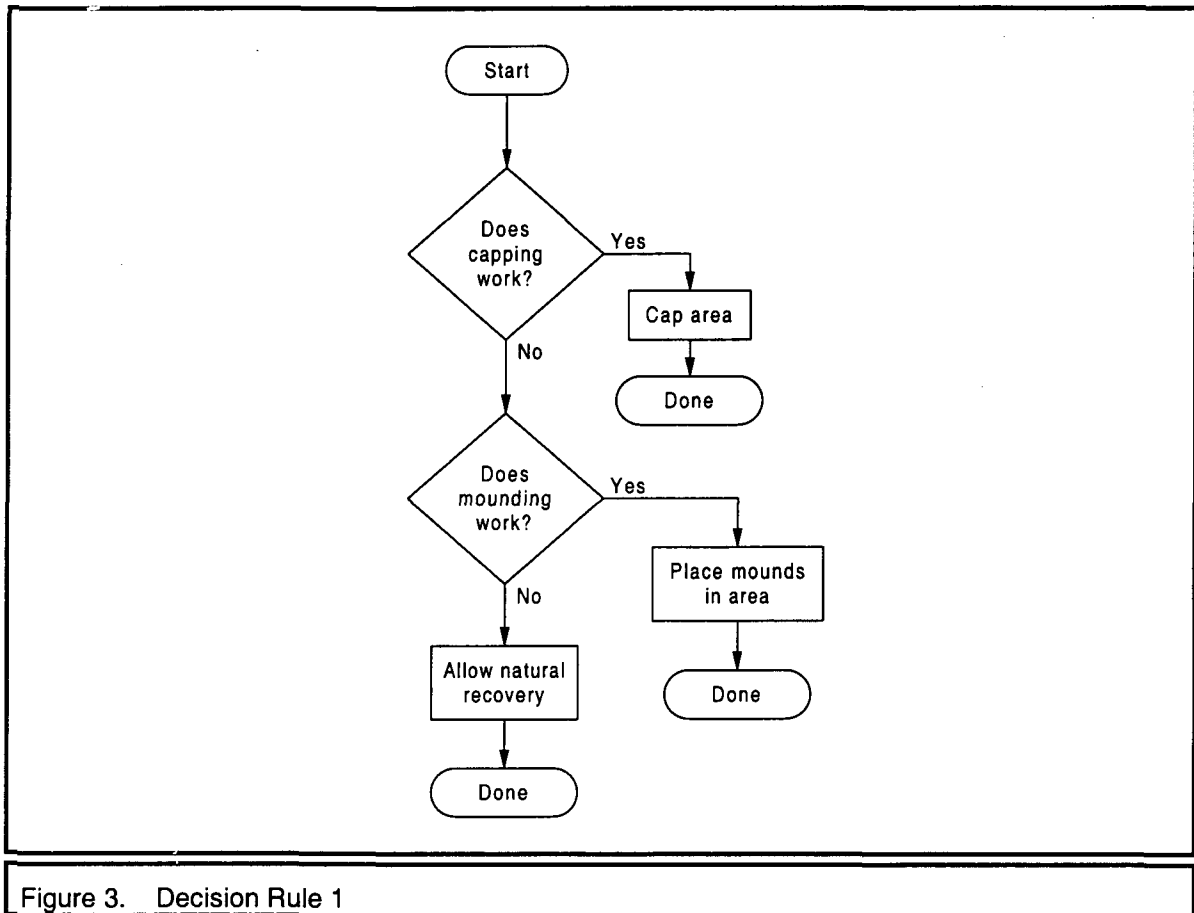 Start
Does
capping
work?
Yes
Cap area
Done
No
Does
mounding
work?
Yes
Place mounds
in area
Done
No
Allow natural
recovery
Done
Figure 3. Decision Rule 1